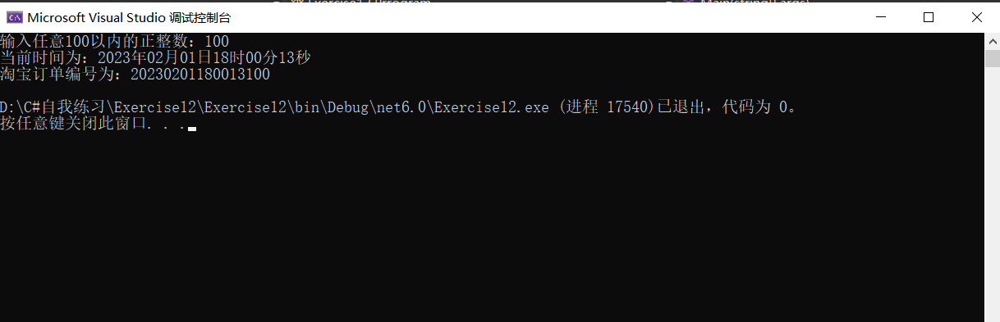 Microsoft Visual Studio 调试控制台
输入任意100以内的正整数：100
当前时间为：2023年02月01日18时00分13秒
淘宝订单编号为：20230201180013100
D:\C#自我练习\Exercise12\Exercise12\bin\Debug\net6.0\Exercise12.exe (进程 17540)已退出，代码为 0。
按任意键关闭此窗口. . .